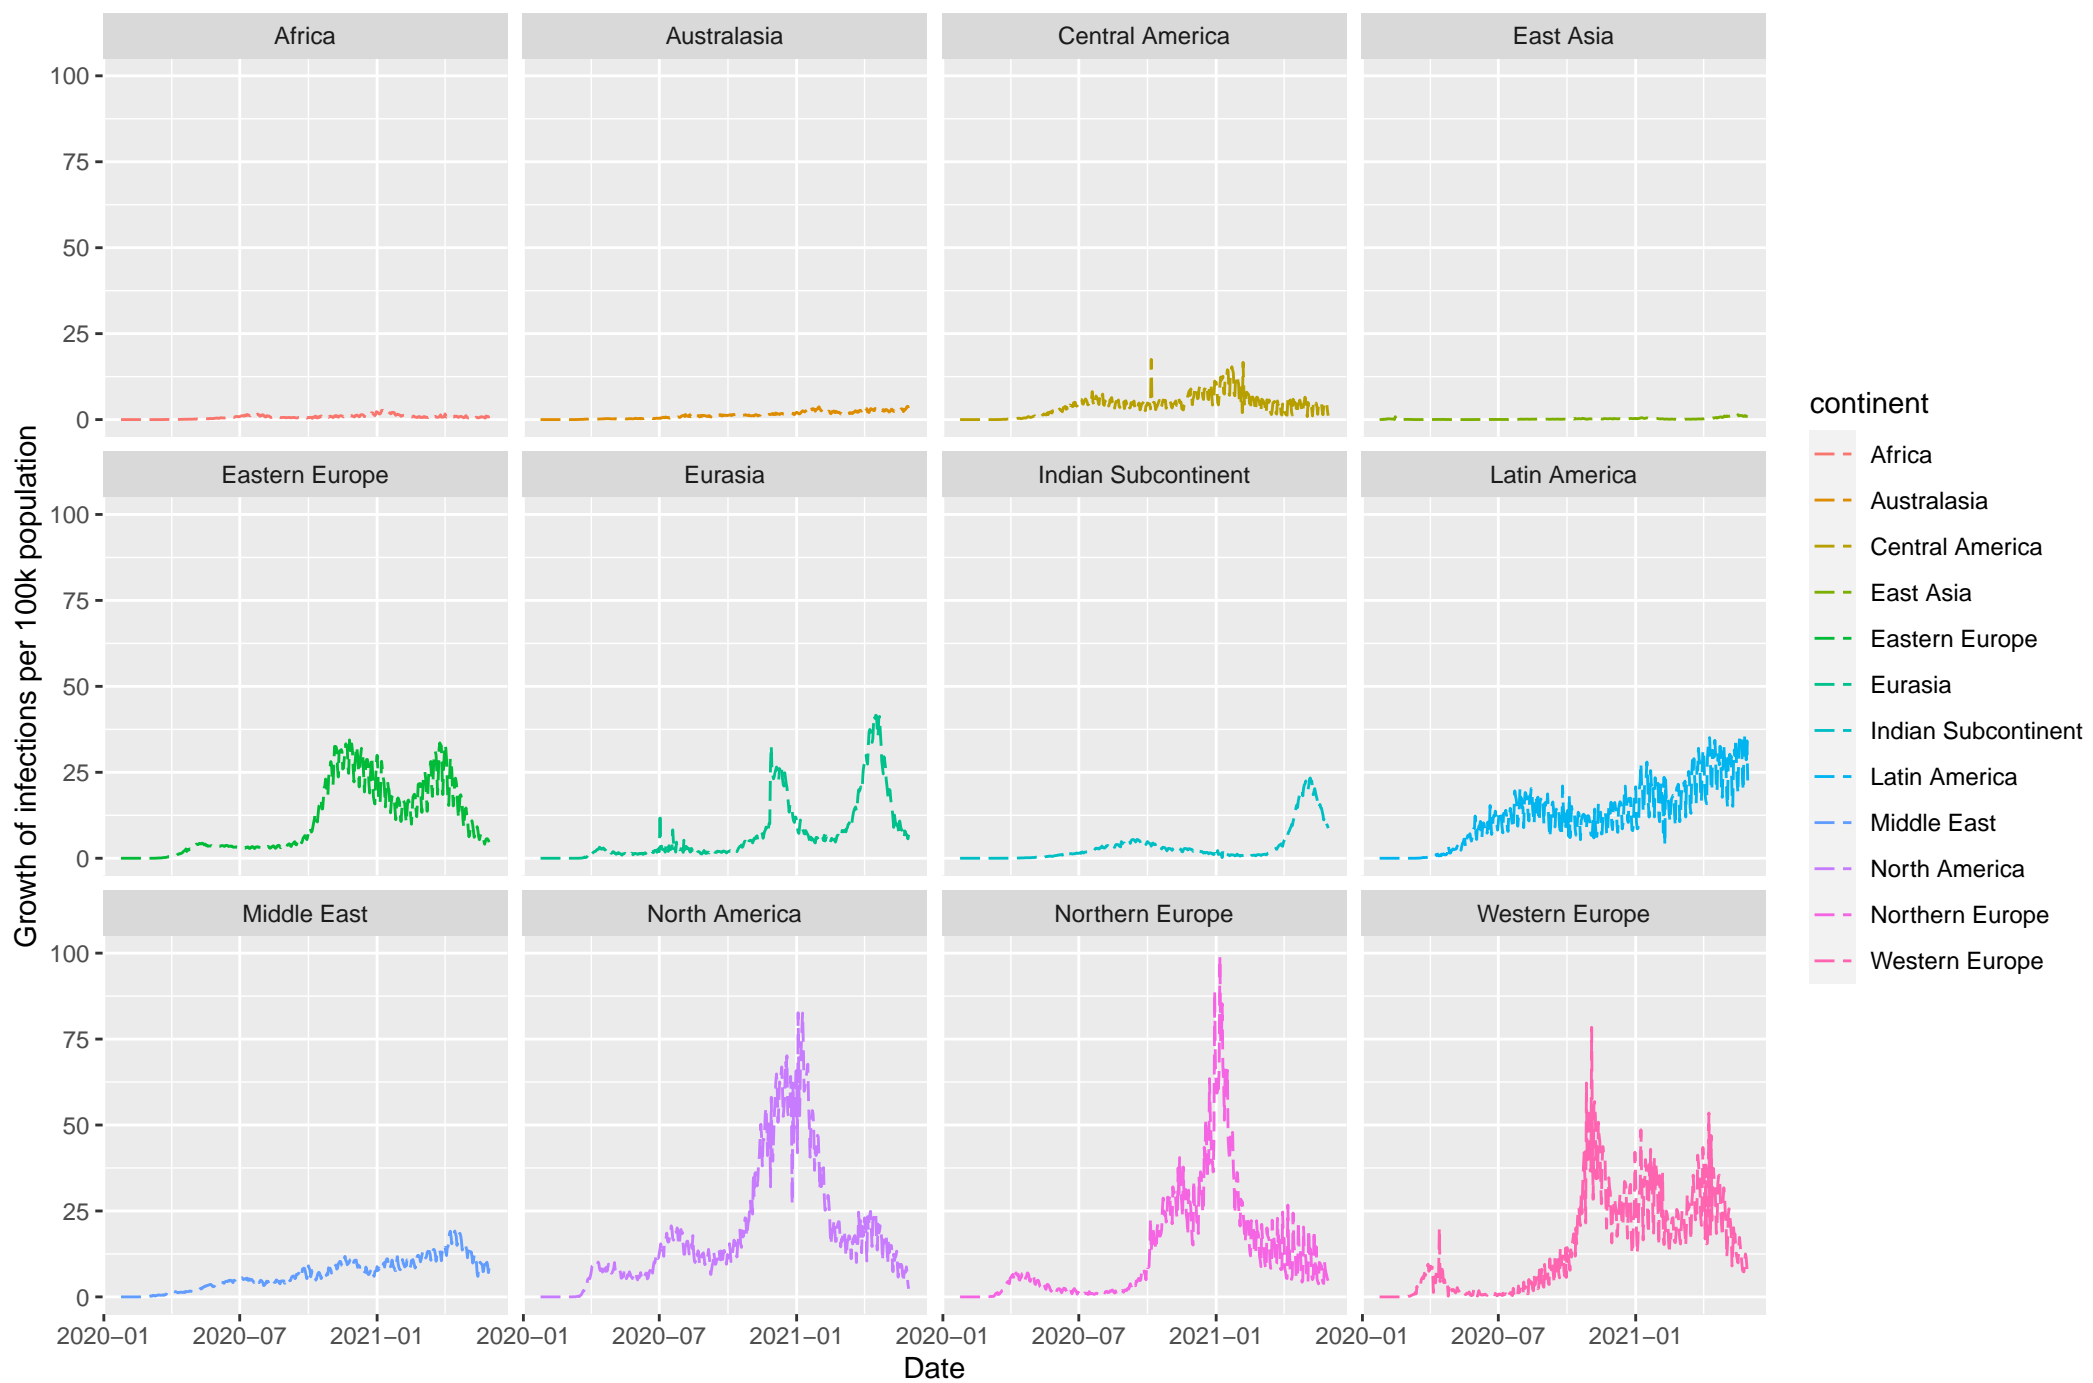 Africa
Australasia
Central America
East Asia
100
75
50
25
0
Eastern Europe
Eurasia
Indian Subcontinent
Latin America
100
75
50
25
0
Middle East
North America
Northern Europe
Western Europe
100
75
50
25
0
2020–01
2020–07
2021–01
2020–01
2020–07
2021–01
2020–01
2020–07
2021–01
2020–01
2020–07
2021–01
Date
Growth of infections per 100k population
continent
Africa
Australasia
Central America
East Asia
Eastern Europe
Eurasia
Indian Subcontinent
Latin America
Middle East
North America
Northern Europe
Western Europe